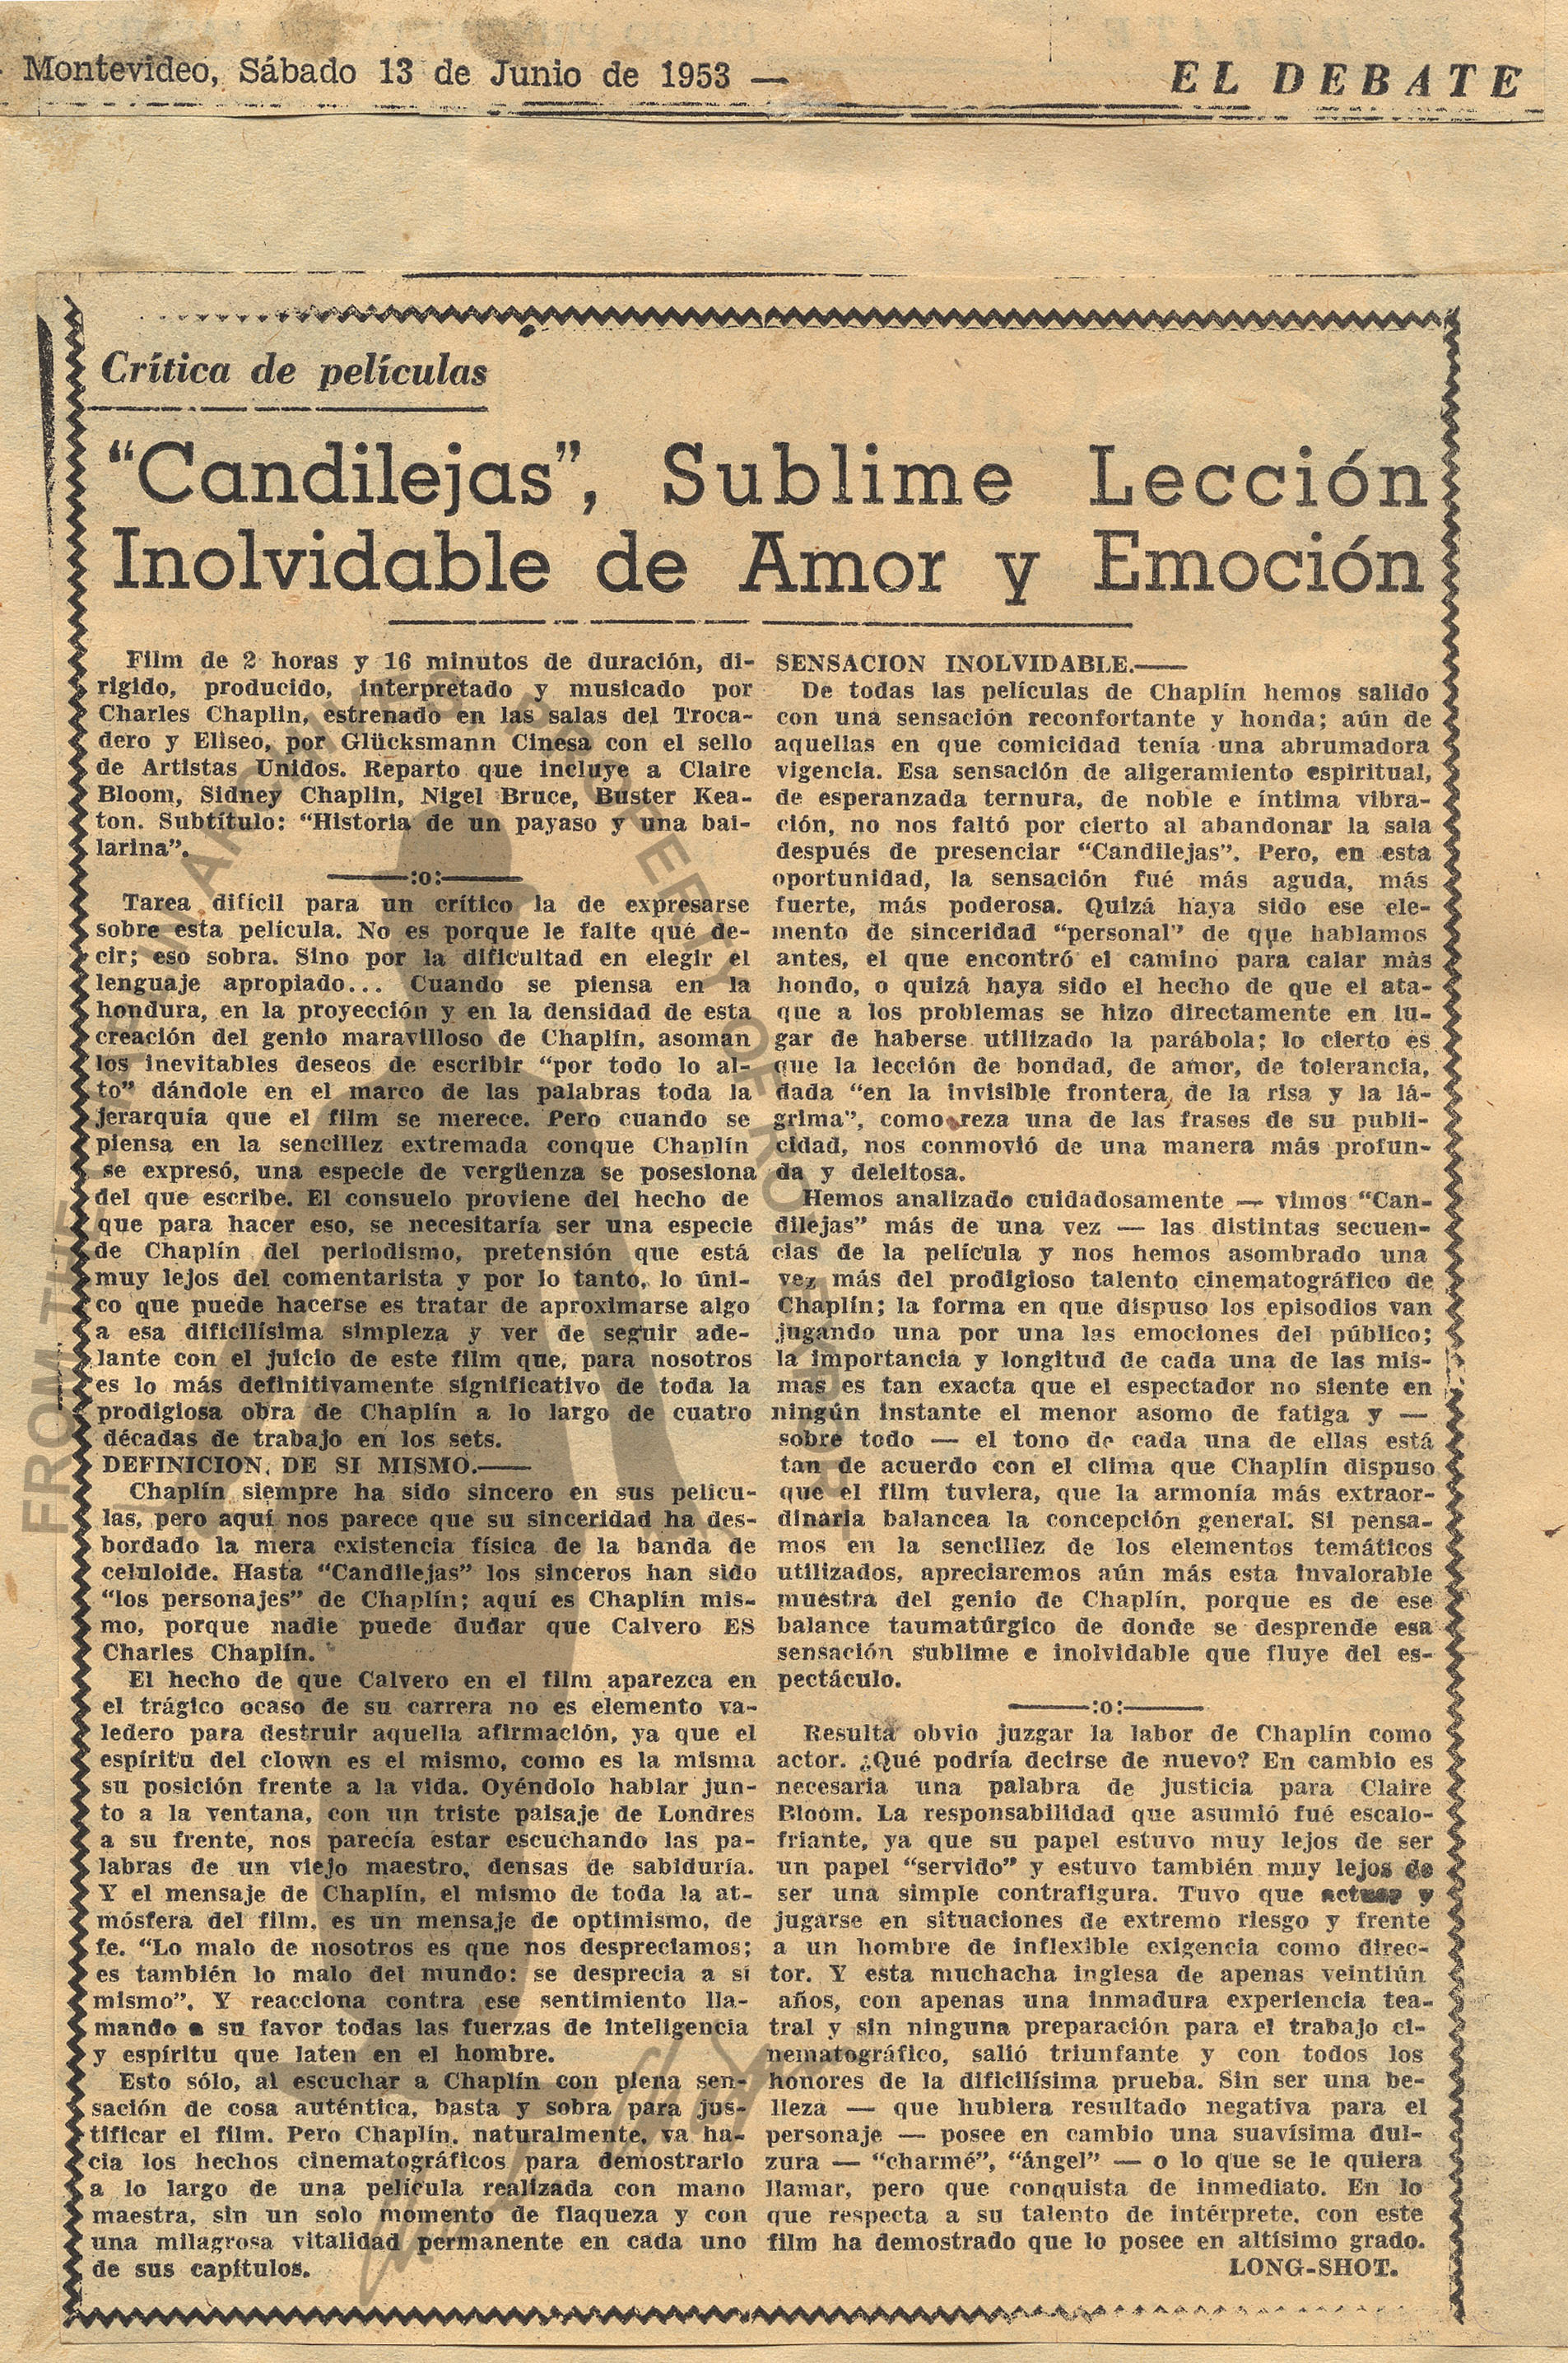 Montevideo, Sábado 13 de Junio de 1953 —
EL DEBATE
Crítica de películas
“Candilejas”, Sublime Lección
Inolvidable de Amor y Emoción
Film de 2 horas y 16 minutos de duración, di-
rigido, producido, interpretado y musicado por
Charles Chaplin, estrenado en las salas del Troca-
dero y Eliseo, por Glücksmann Cinesa con el sello
de Artistas Unidos. Reparto que incluye a Claire
Bloom, Sidney Chaplin, Nigel Bruce, Buster Kea-
ton. Subtítulo: “Historia de un payaso y una bai-
larina”.
——:o:——
Tarea difícil para un crítico la de expresarse
sobre esta película. No es porque le falte qué de-
cir; eso sobra. Sino por la dificultad en elegir el
lenguaje apropiado... Cuando se piensa en la
hondura, en la proyección y en la densidad de esta
creación del genio maravilloso de Chaplín, asoman
los inevitables deseos de escribir “por todo lo al-
to” dándole en el marco de las palabras toda la
jerarquía que el film se merece. Pero cuando se
piensa en la sencillez extremada conque Chaplín
se expresó, una especie de vergüenza se posesiona
del que escribe. El consuelo proviene del hecho de
que para hacer eso, se necesitaría ser una especie
de Chaplín del periodismo, pretensión que está
muy lejos del comentarista y por lo tanto, lo úni-
co que puede hacerse es tratar de aproximarse algo
a esa dificilísima simpleza y ver de seguir ade-
lante con el juicio de este film que, para nosotros
es lo más definitivamente significativo de toda la
prodigiosa obra de Chaplín a lo largo de cuatro
décadas de trabajo en los sets.
DEFINICION. DE SI MISMO.——
Chaplín siempre ha sido sincero en sus pelícu-
las, pero aquí nos parece que su sinceridad ha des-
bordado la mera existencia física de la banda de
celuloide. Hasta “Candilejas” los sinceros han sido
“los personajes” de Chaplín; aquí es Chaplin mis-
mo, porque nadie puede dudar que Calvero ES
Charles Chaplín.
El hecho de que Calvero en el film aparezca en
el trágico ocaso de su carrera no es elemento va-
ledero para destruir aquella afirmación, ya que el
espíritu del clown es el mismo, como es la misma
su posición frente a la vida. Oyéndolo hablar jun-
to a la ventana, con un triste paisaje de Londres
a su frente, nos parecía estar escuchando las pa-
labras de un viejo maestro, densas de sabiduría.
Y el mensaje de Chaplín, el mismo de toda la at-
mósfera del film, es un mensaje de optimismo, de
fe. “Lo malo de nosotros es que nos despreciamos;
es también lo malo del mundo: se desprecia a sí
mismo”. Y reacciona contra ese sentimiento lla-
mando a su favor todas las fuerzas de inteligencia
y espíritu que laten en el hombre.
Esto sólo, al escuchar a Chaplín con plena sen-
sación de cosa auténtica, basta y sobra para jus-
tificar el film. Pero Chaplín, naturalmente, va ha-
cia los hechos cinematográficos para demostrarlo
a lo largo de una película realizada con mano
maestra, sin un solo momento de flaqueza y con
una milagrosa vitalidad permanente en cada uno
de sus capítulos.
SENSACION INOLVIDABLE.——
De todas las películas de Chaplín hemos salido
con una sensación reconfortante y honda; aún de
aquellas en que comicidad tenía una abrumadora
vigencia. Esa sensación de aligeramiento espiritual,
de esperanzada ternura, de noble e íntima vibra-
ción, no nos faltó por cierto al abandonar la sala
después de presenciar “Candilejas”. Pero, en esta
oportunidad, la sensación fué más aguda, más
fuerte, más poderosa. Quizá haya sido ese ele-
mento de sinceridad “personal” de que hablamos
antes, el que encontró el camino para calar más
hondo, o quizá haya sido el hecho de que el ata-
que a los problemas se hizo directamente en lu-
gar de haberse utilizado la parábola; lo cierto es
que la lección de bondad, de amor, de tolerancia,
dada “en la invisible frontera, de la risa y la lá-
grima”, como reza una de las frases de su publi-
cidad, nos conmovió de una manera más profun-
da y deleitosa.
Hemos analizado cuidadosamente — vimos “Can-
dilejas” más de una vez — las distintas secuen-
cias de la película y nos hemos asombrado una
vez más del prodigioso talento cinematográfico de
Chaplín; la forma en que dispuso los episodios van
jugando una por una las emociones del público;
la importancia y longitud de cada una de las mis-
mas es tan exacta que el espectador no siente en
ningún instante el menor asomo de fatiga y —
sobre todo — el tono de cada una de ellas está
tan de acuerdo con el clima que Chaplín dispuso
que el film tuviera, que la armonía más extraor-
dinaria balancea la concepción general. Si pensa-
mos en la sencillez de los elementos temáticos
utilizados, apreciaremos aún más esta invalorable
muestra del genio de Chaplín, porque es de ese
balance taumatúrgico de donde se desprende esa
sensación sublime e inolvidable que fluye del es-
pectáculo.
——:o:——
Resulta obvio juzgar la labor de Chaplín como
actor. ¿Qué podría decirse de nuevo? En cambio es
necesaria una palabra de justicia para Claire
Bloom. La responsabilidad que asumió fué escalo-
friante, ya que su papel estuvo muy lejos de ser
un papel “servido” y estuvo también muy lejos de
ser una simple contrafigura. Tuvo que actuar y
jugarse en situaciones de extremo riesgo y frente
a un hombre de inflexible exigencia como direc-
tor. Y esta muchacha inglesa de apenas veintiún
años, con apenas una inmadura experiencia tea-
tral y sin ninguna preparación para el trabajo ci-
nematográfico, salió triunfante y con todos los
honores de la dificilísima prueba. Sin ser una be-
lleza — que hubiera resultado negativa para el
personaje — posee en cambio una suavísima dul-
zura — “charmé”, “ángel” — o lo que se le quiera
llamar, pero que conquista de inmediato. En lo
que respecta a su talento de intérprete, con este
film ha demostrado que lo posee en altísimo grado.
LONG-SHOT.